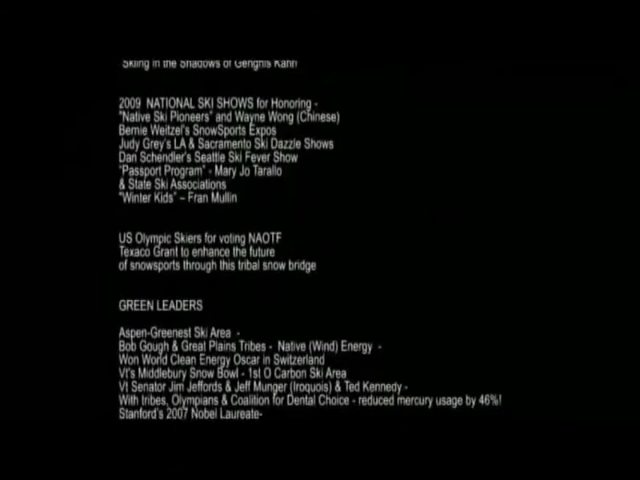 "Skiing in the Shadows of Genghis Kahn
2009 NATIONAL SKI SHOWS for Honoring -
"Native Ski Pioneers" and Wayne Wong (Chinese)
Bernie Weitzel's SnowSports Expos
Judy Grey's LA & Sacramento Ski Dazzle Shows
Dan Schendler's Seattle Ski Fever Show
"Passport Program" - Mary Jo Tarallo
& State Ski Associations
"Winter Kids" – Fran Mullin
US Olympic Skiers for voting NAOTF
Texaco Grant to enhance the future
of snowsports through this tribal snow bridge
GREEN LEADERS
Aspen-Greenest Ski Area -
Bob Gough & Great Plains Tribes - Native (Wind) Energy -
Won World Clean Energy Oscar in Switzerland
Vt's Middlebury Snow Bowl - 1st O Carbon Ski Area
Vt Senator Jim Jeffords & Jeff Munger (Iroquois) & Ted Kennedy -
With tribes, Olympians & Coalition for Dental Choice - reduced mercury usage by 46%!
Stanford's 2007 Nobel Laureate-